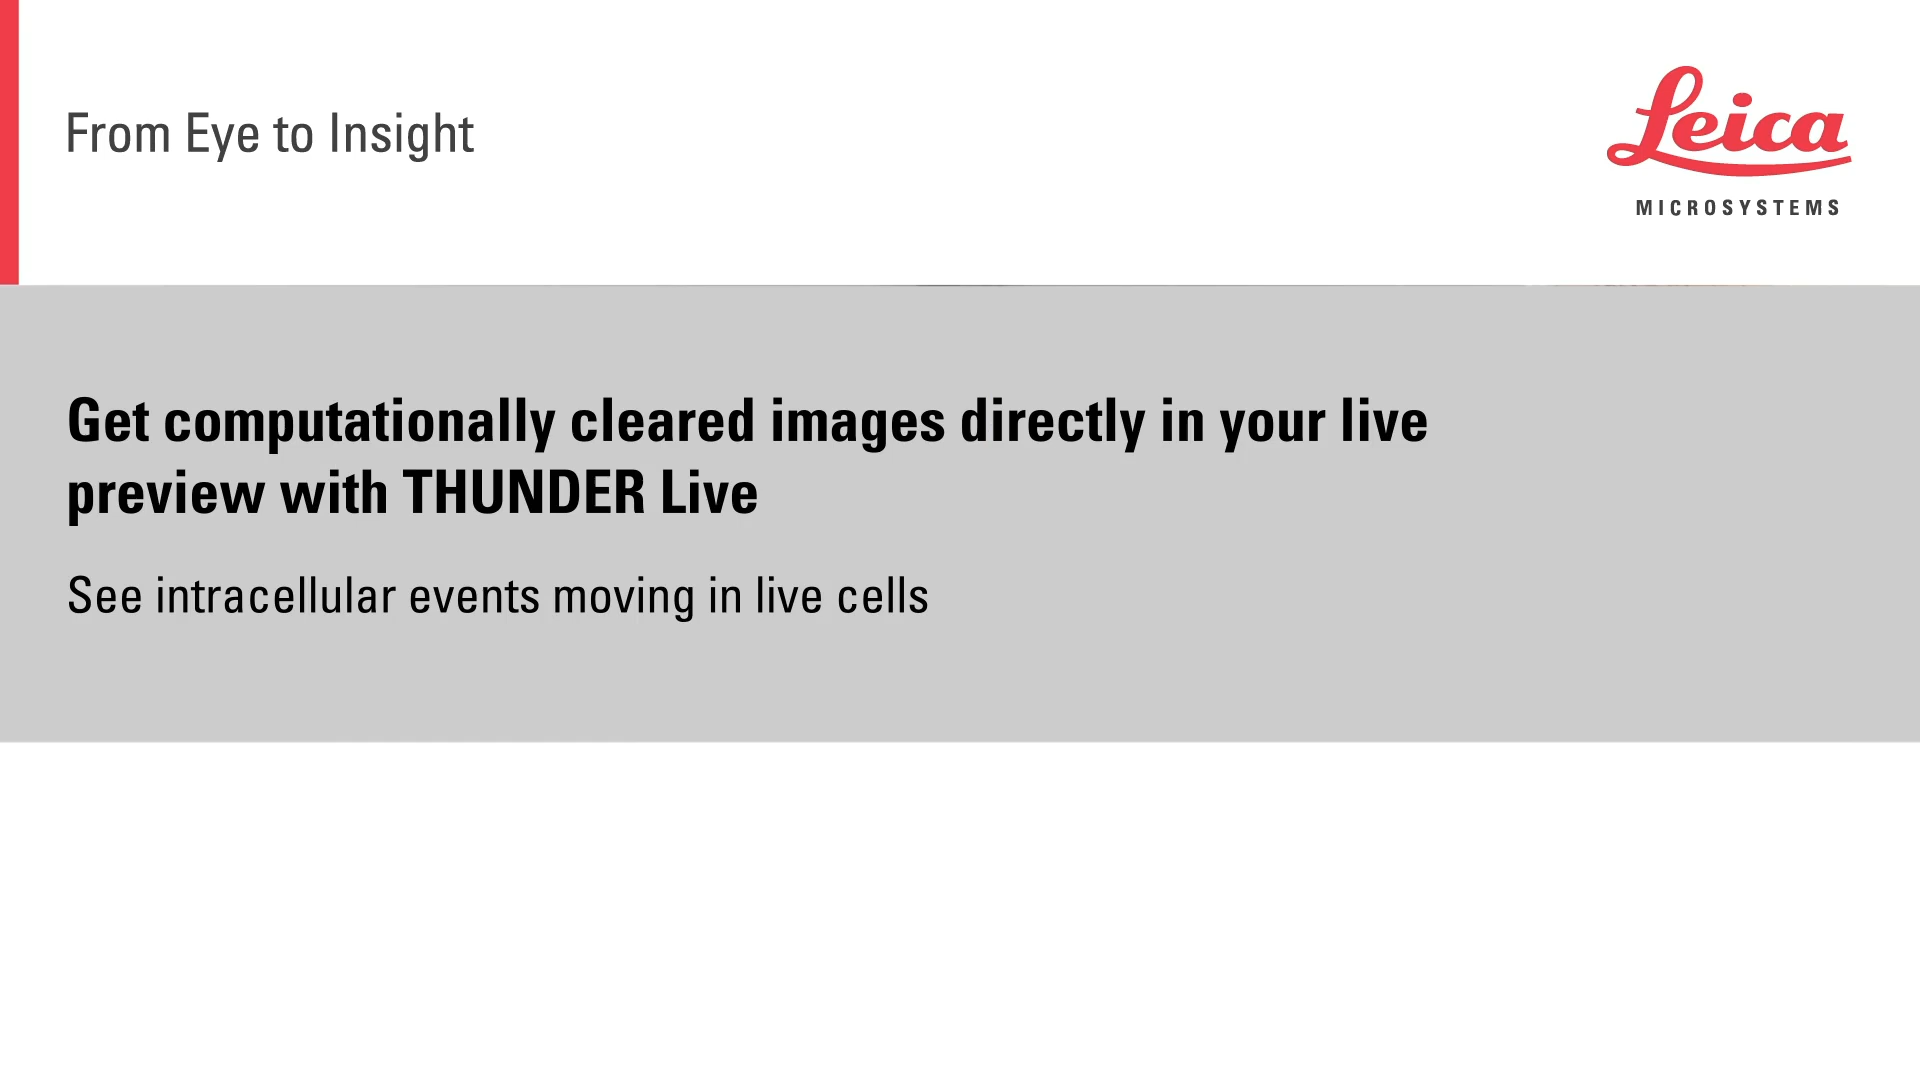 From Eye to Insight
Leica
MICROSYSTEMS
Get computationally cleared images directly in your live
preview with THUNDER Live
See intracellular events moving in live cells